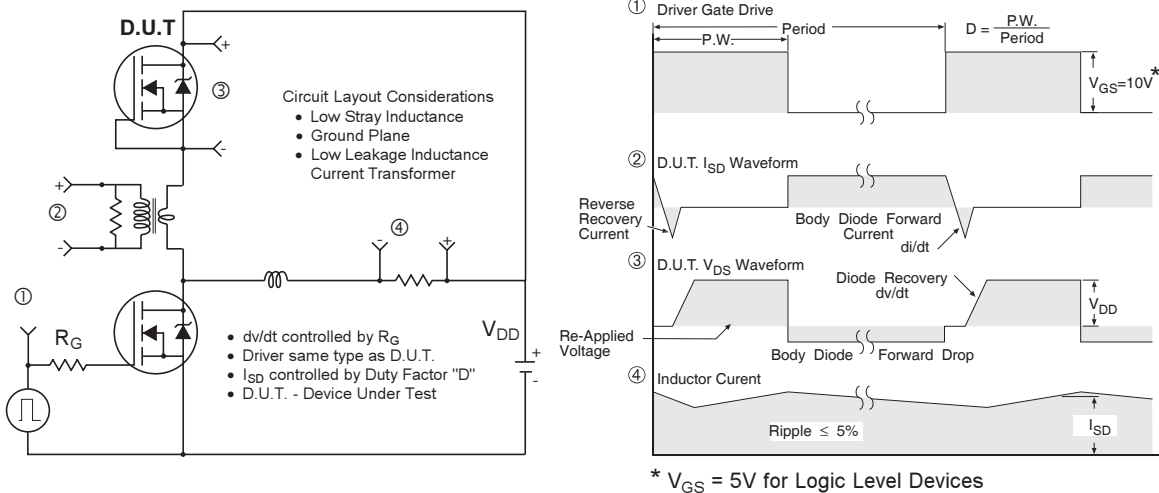 D.U.T
+
③
-
Circuit Layout Considerations
• Low Stray Inductance
• Ground Plane
• Low Leakage Inductance
Current Transformer
+
②
-
④
- +
①
R_G
V_DD
+
-
• dv/dt controlled by R_G
• Driver same type as D.U.T.
• I_SD controlled by Duty Factor "D"
• D.U.T. - Device Under Test
① Driver Gate Drive
P.W.
Period
D = P.W. / Period
V_GS=10V*
② D.U.T. I_SD Waveform
Reverse
Recovery
Current
Body Diode Forward
Current
di/dt
③ D.U.T. V_DS Waveform
Diode Recovery
dv/dt
V_DD
Re-Applied
Voltage
Body Diode Forward Drop
④ Inductor Curent
Ripple ≤ 5%
I_SD
* V_GS = 5V for Logic Level Devices